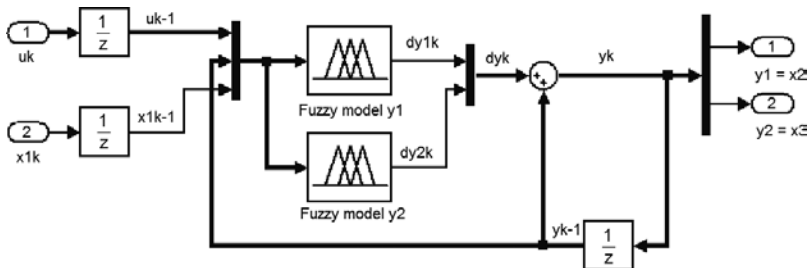 1
uk
1
z
uk-1
2
x1k
1
z
x1k-1
Fuzzy model y1
dy1k
Fuzzy model y2
dy2k
dyk
+
+
yk
yk-1
1
z
1
y1 = x2
2
y2 = x3